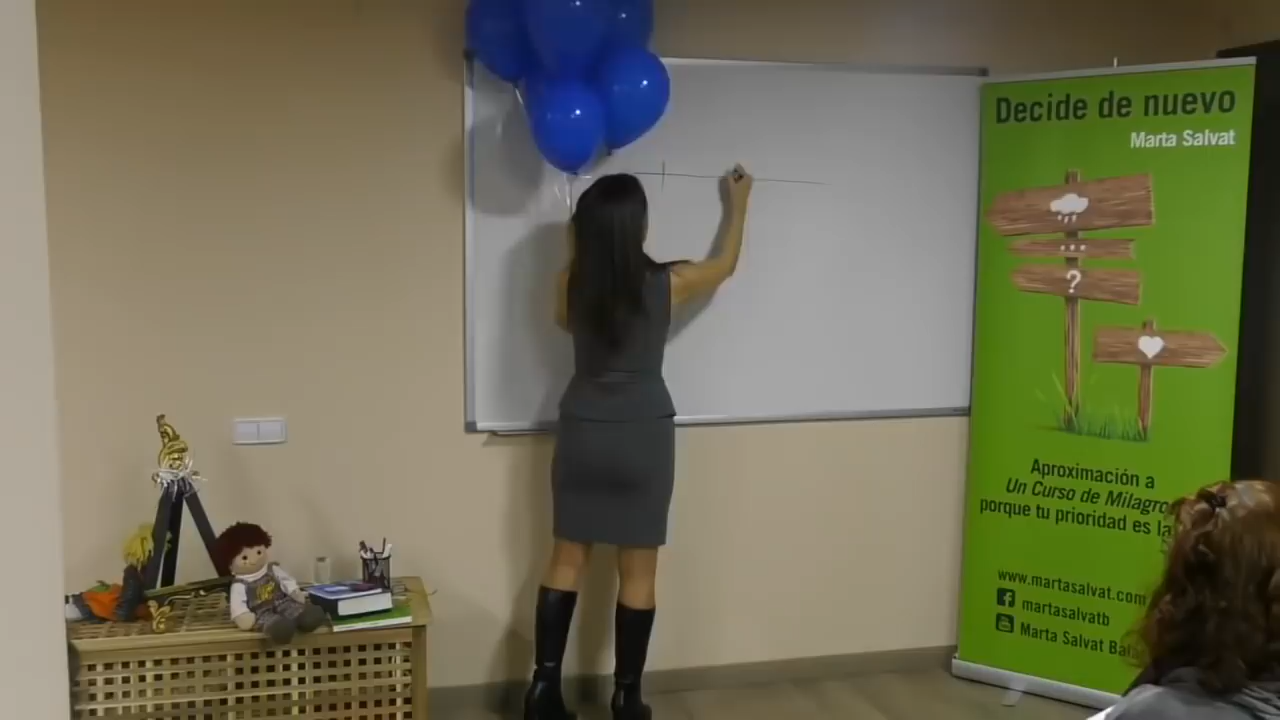 Decide de nuevo
Marta Salvat
?
Aproximación a
Un Curso de Milagro
porque tu prioridad es la
www.martasalvat.com
martasalvatb
Marta Salvat Ba